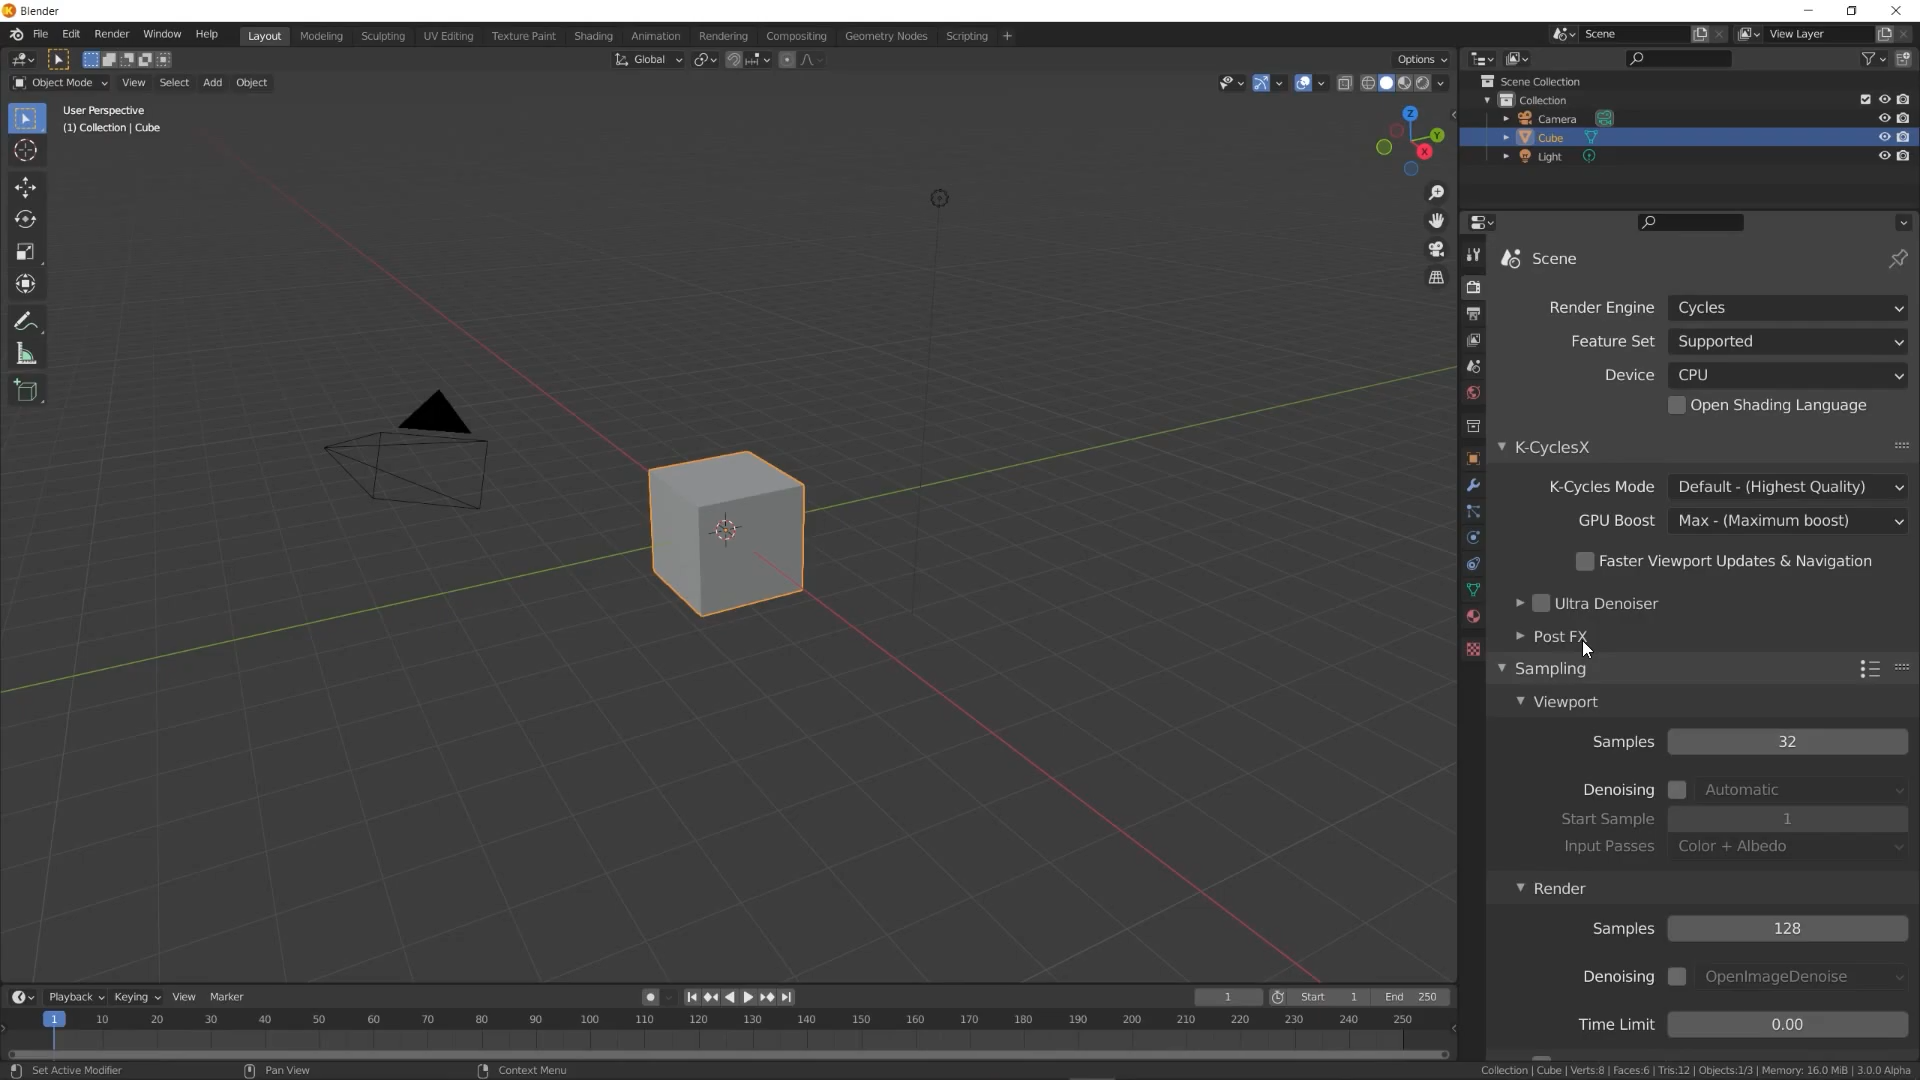 Blender
File Edit Render Window Help
Layout Modeling Sculpting UV Editing Texture Paint Shading Animation Rendering Compositing Geometry Nodes Scripting +
Scene
View Layer
Global
Options
Object Mode View Select Add Object
User Perspective
(1) Collection | Cube
Z
Y
X
Scene Collection
Collection
Camera
Cube
Light
Scene
Render Engine Cycles
Feature Set Supported
Device CPU
Open Shading Language
K-CyclesX
K-Cycles Mode Default - (Highest Quality)
GPU Boost Max - (Maximum boost)
Faster Viewport Updates & Navigation
Ultra Denoiser
Post FX
Sampling
Viewport
Samples 32
Denoising Automatic
Start Sample 1
Input Passes Color + Albedo
Render
Samples 128
Denoising OpenImageDenoise
Time Limit 0.00
Playback Keying View Marker
1 Start 1 End 250
1 10 20 30 40 50 60 70 80 90 100 110 120 130 140 150 160 170 180 190 200 210 220 230 240 250
Set Active Modifier Pan View Context Menu
Collection | Cube | Verts:8 | Faces:6 | Tris:12 | Objects:1/3 | Memory: 16.0 MiB | 3.0.0 Alpha